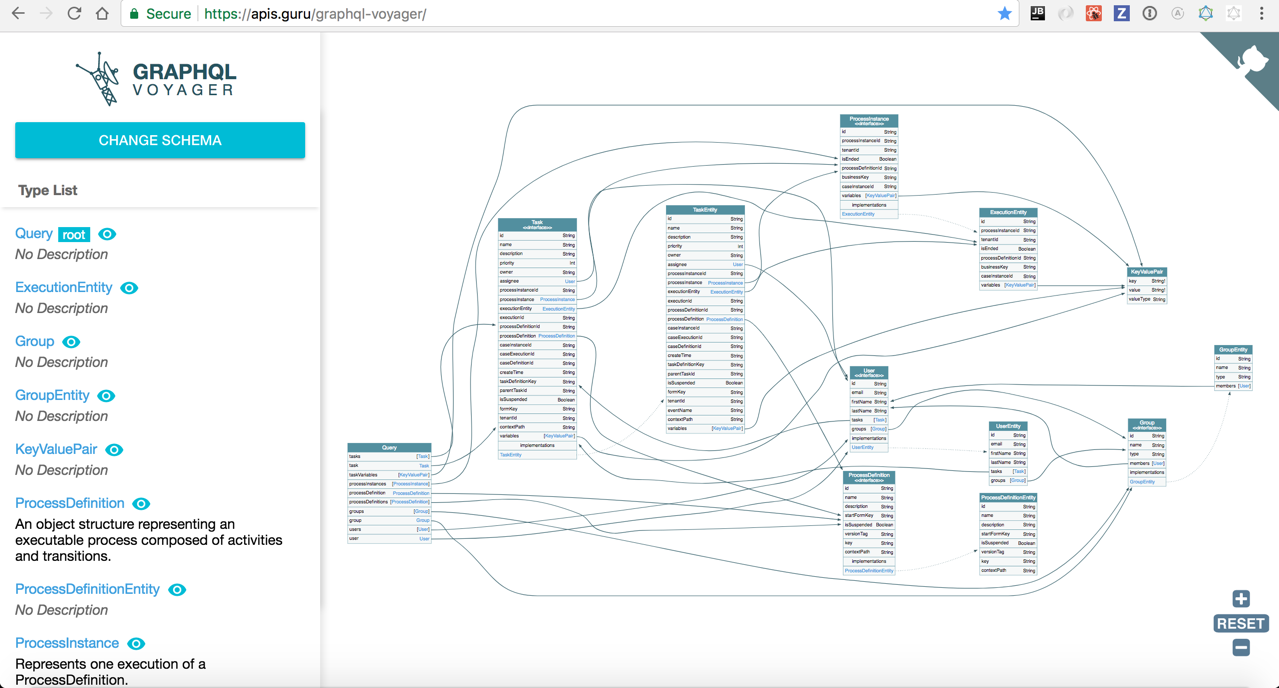 Secure https://apis.guru/graphql-voyager/
JB
Z
A
GRAPHQL
VOYAGER
CHANGE SCHEMA
Type List
Query root
No Description
ExecutionEntity
No Description
Group
No Description
GroupEntity
No Description
KeyValuePair
No Description
ProcessDefinition
An object structure representing an
executable process composed of activities
and transitions.
ProcessDefinitionEntity
No Description
ProcessInstance
Represents one execution of a
ProcessDefinition.
Query
tasks [Task]
task Task
taskVariables [KeyValuePair]
processInstances [ProcessInstance]
processDefinition ProcessDefinition
processDefinitions [ProcessDefinition]
groups [Group]
group Group
users [User]
user User
Task
<<interface>>
id String
name String
description String
priority Int
owner String
assignee User
processInstanceId String
processInstance ProcessInstance
executionEntity ExecutionEntity
executionId String
processDefinitionId String
processDefinition ProcessDefinition
caseInstanceId String
caseExecutionId String
caseDefinitionId String
createTime String
taskDefinitionKey String
parentTaskId String
isSuspended Boolean
formKey String
tenantId String
contextPath String
variables [KeyValuePair]
implementations
TaskEntity
TaskEntity
id String
name String
description String
priority Int
owner String
assignee User
processInstanceId String
processInstance ProcessInstance
executionEntity ExecutionEntity
executionId String
processDefinitionId String
processDefinition ProcessDefinition
caseInstanceId String
caseExecutionId String
caseDefinitionId String
createTime String
taskDefinitionKey String
parentTaskId String
isSuspended Boolean
formKey String
tenantId String
eventName String
contextPath String
variables [KeyValuePair]
ProcessInstance
<<interface>>
id String
processInstanceId String
tenantId String
isEnded Boolean
processDefinitionId String
businessKey String
caseInstanceId String
variables [KeyValuePair]
implementations
ExecutionEntity
ExecutionEntity
id String
processInstanceId String
tenantId String
isEnded Boolean
processDefinitionId String
businessKey String
caseInstanceId String
variables [KeyValuePair]
KeyValuePair
key String!
value String!
valueType String
User
<<interface>>
id String
email String
firstName String
lastName String
tasks [Task]
groups [Group]
implementations
UserEntity
UserEntity
id String
email String
firstName String
lastName String
tasks [Task]
groups [Group]
GroupEntity
id String
name String
type String
members [User]
Group
<<interface>>
id String
name String
type String
members [User]
implementations
GroupEntity
ProcessDefinition
<<interface>>
id String
name String
description String
startFormKey String
isSuspended Boolean
versionTag String
key String
contextPath String
implementations
ProcessDefinitionEntity
ProcessDefinitionEntity
id String
name String
description String
startFormKey String
isSuspended Boolean
versionTag String
key String
contextPath String
RESET